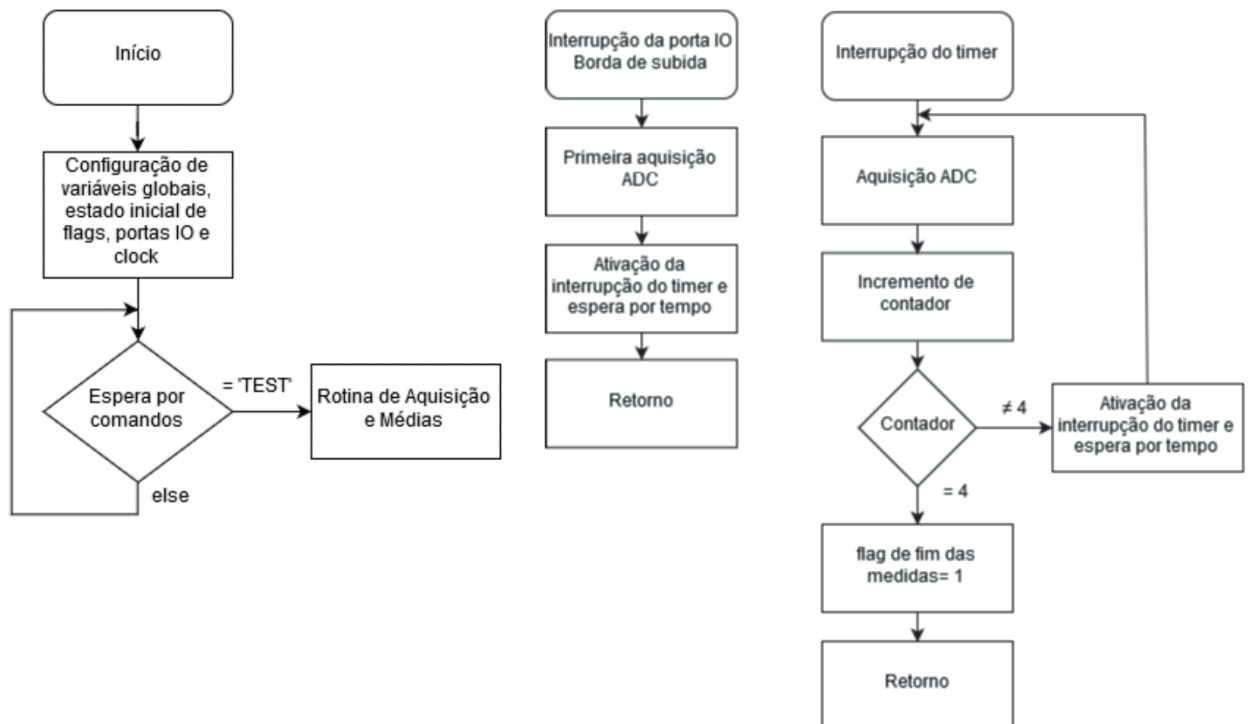 Início
Configuração de
variáveis globais,
estado inicial de
flags, portas IO e
clock
Espera por
comandos
= 'TEST'
else
Rotina de Aquisição
e Médias
Interrupção da porta IO
Borda de subida
Primeira aquisição
ADC
Ativação da
interrupção do timer e
espera por tempo
Retorno
Interrupção do timer
Aquisição ADC
Incremento de
contador
Contador
≠ 4
= 4
Ativação da
interrupção do timer e
espera por tempo
flag de fim das
medidas= 1
Retorno